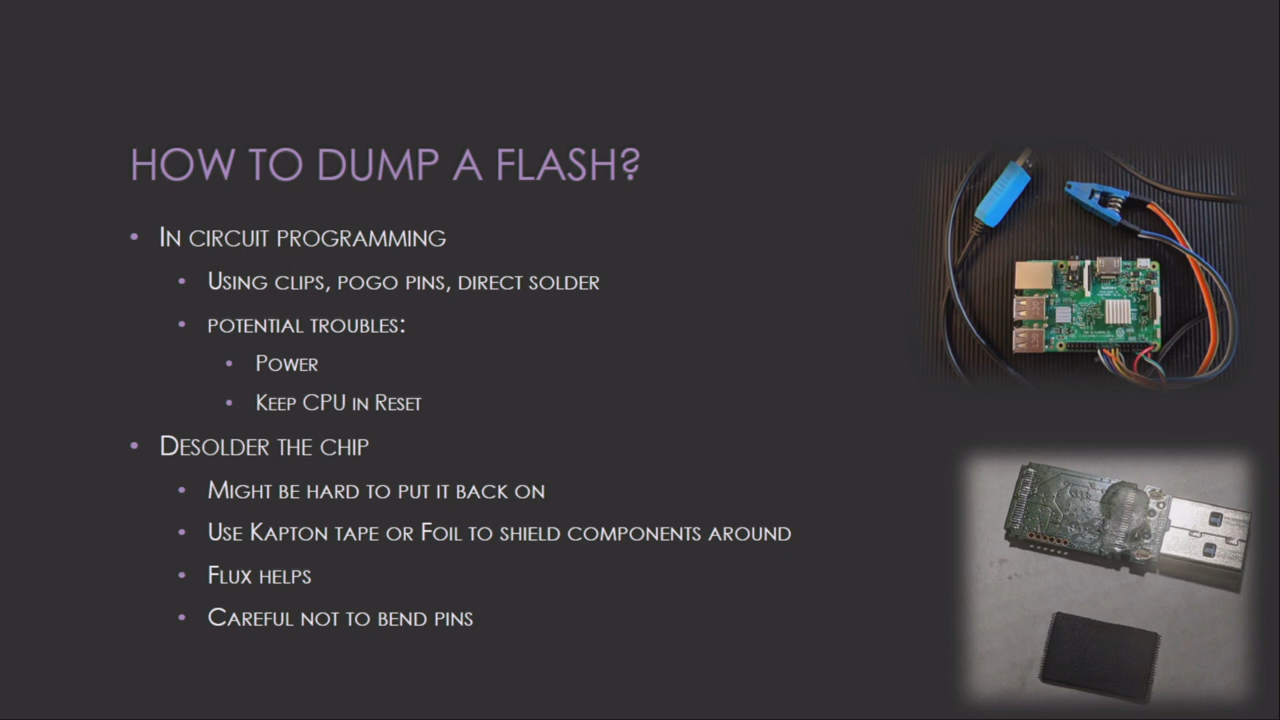 HOW TO DUMP A FLASH?
IN CIRCUIT PROGRAMMING
USING CLIPS, POGO PINS, DIRECT SOLDER
POTENTIAL TROUBLES:
POWER
KEEP CPU IN RESET
DESOLDER THE CHIP
MIGHT BE HARD TO PUT IT BACK ON
USE KAPTON TAPE OR FOIL TO SHIELD COMPONENTS AROUND
FLUX HELPS
CAREFUL NOT TO BEND PINS